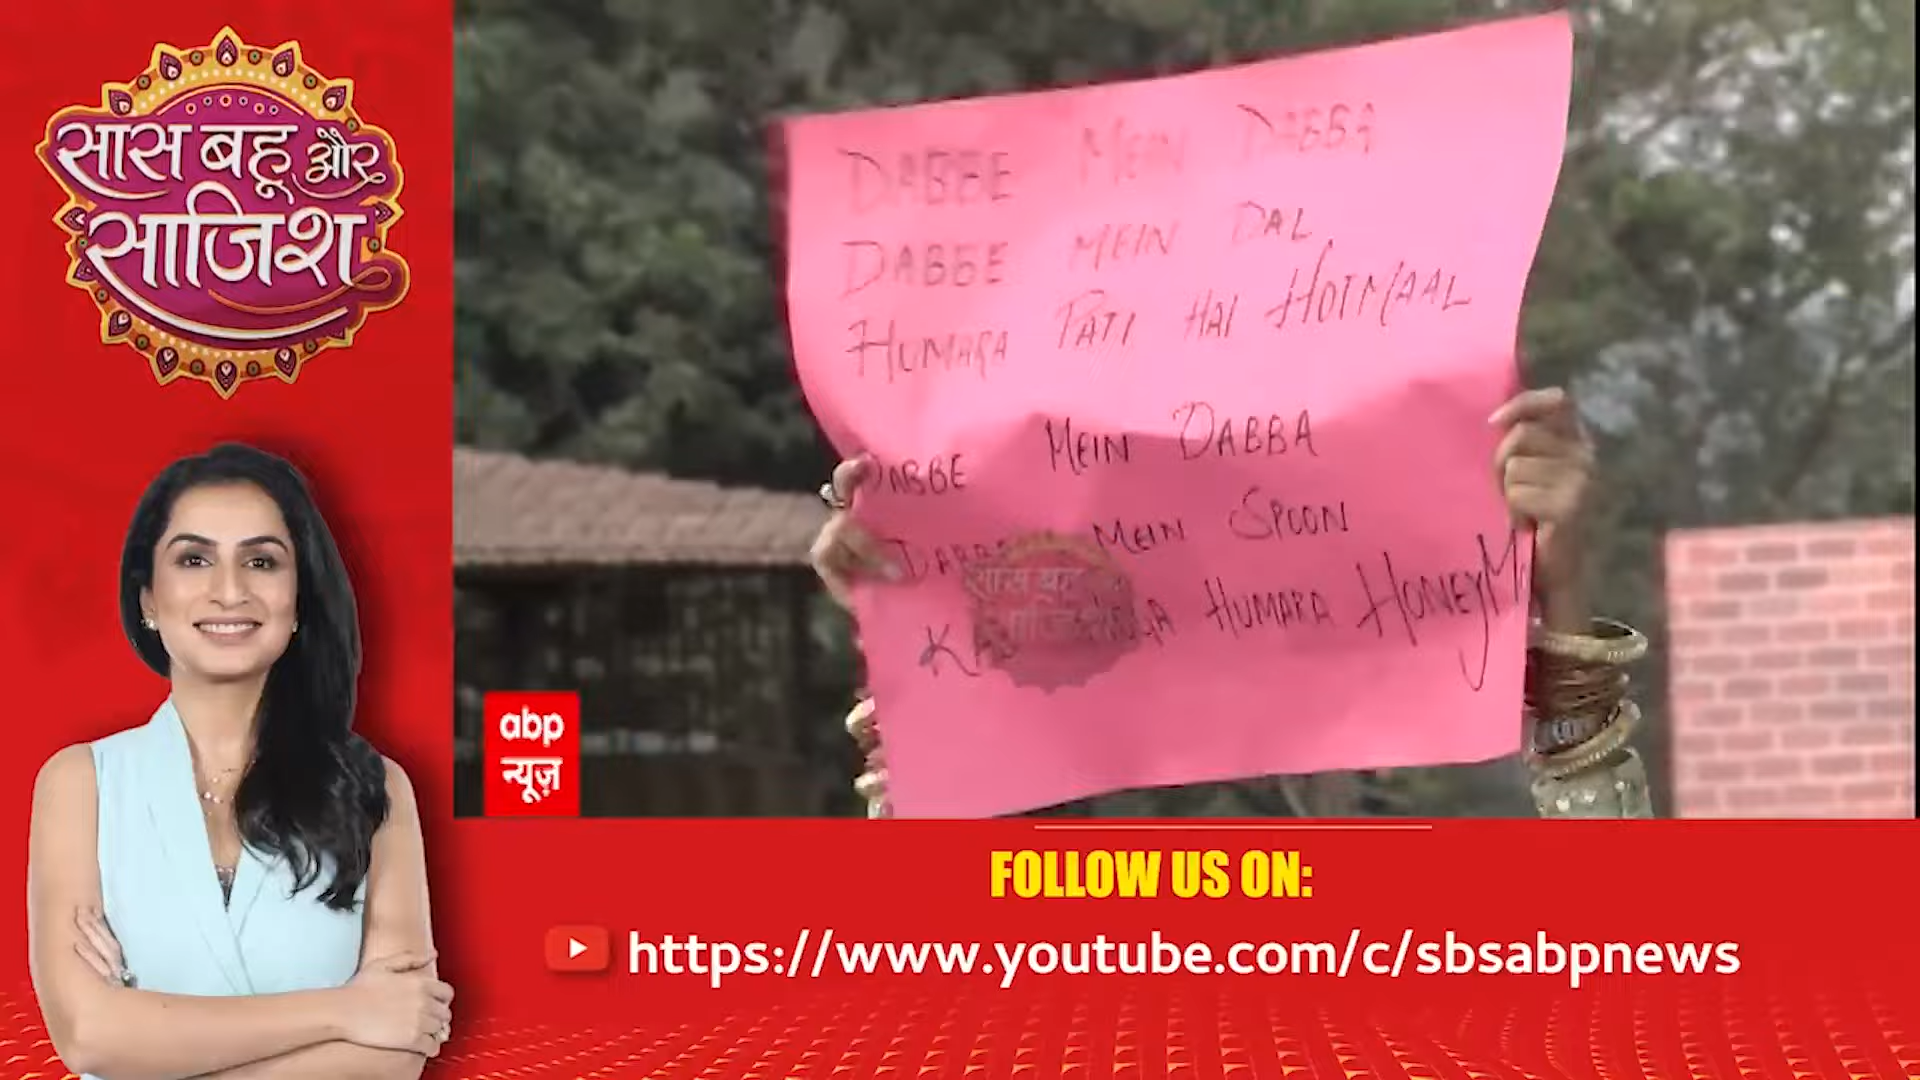 सास बहू और
साजिश
DABBE MEIN DABBA
DABBE MEIN DAL
HUMARA PATI HAI HOTMAAL
DABBE MEIN DABBA
MEIN SPOON
HUMARA
सास बहू
abp
न्यूज़
FOLLOW US ON:
https://www.youtube.com/c/sbsabpnews